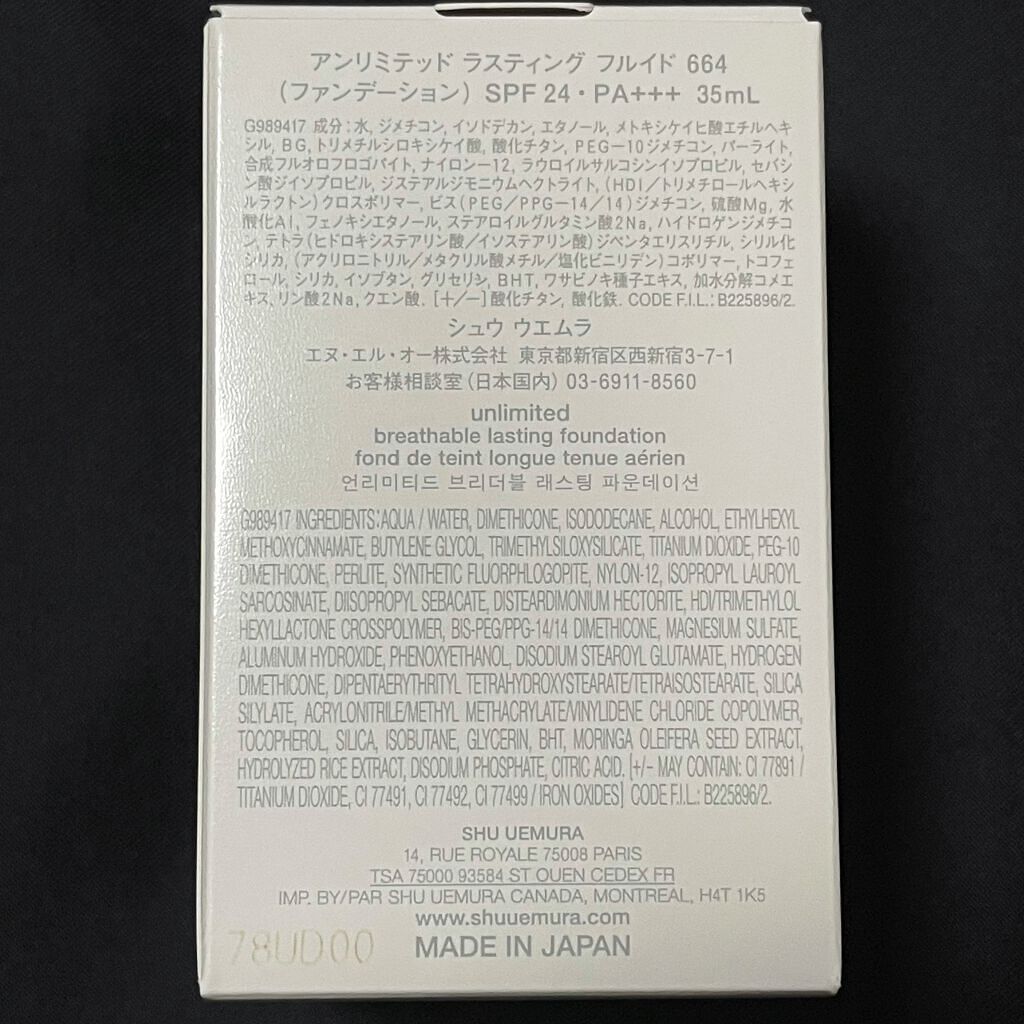 アンリミテッド ラスティング フルイド 664
(ファンデーション) SPF 24・PA+++ 35mL
G989417 成分：水, ジメチコン, イソドデカン, エタノール, メトキシケイヒ酸エチルヘキ
シル, BG, トリメチルシロキシケイ酸, 酸化チタン, PEG－10ジメチコン, パーライト,
合成フルオロフロゴパイト, ナイロン－12, ラウロイルサルコシンイソプロピル, セバシ
ン酸ジイソプロピル, ジステアルジモニウムヘクトライト, (HDI／トリメチロールヘキシ
ルラクトン)クロスポリマー, ビス(PEG／PPG－14／14)ジメチコン, 硫酸Mg, 水
酸化Al, フェノキシエタノール, ステアロイルグルタミン酸2Na, ハイドロゲンジメチコ
ン, テトラ(ヒドロキシステアリン酸／イソステアリン酸)ジペンタエリスリチル, シリル化
シリカ, (アクリロニトリル／メタクリル酸メチル／塩化ビニリデン)コポリマー, トコフェ
ロール, シリカ, イソブタン, グリセリン, BHT, ワサビノキ種子エキス, 加水分解コメエ
キス, リン酸2Na, クエン酸. [＋／－]酸化チタン, 酸化鉄. CODE F.I.L.: B225896/2.
シュウ ウエムラ
エヌ・エル・オー株式会社 東京都新宿区西新宿3-7-1
お客様相談室(日本国内) 03-6911-8560
unlimited
breathable lasting foundation
fond de teint longue tenue aérien
언리미티드 브리더블 래스팅 파운데이션
G989417 INGREDIENTS: AQUA / WATER, DIMETHICONE, ISODODECANE, ALCOHOL, ETHYLHEXYL
METHOXYCINNAMATE, BUTYLENE GLYCOL, TRIMETHYLSILOXYSILICATE, TITANIUM DIOXIDE, PEG-10
DIMETHICONE, PERLITE, SYNTHETIC FLUORPHLOGOPITE, NYLON-12, ISOPROPYL LAUROYL
SARCOSINATE, DIISOPROPYL SEBACATE, DISTEARDIMONIUM HECTORITE, HDI/TRIMETHYLOL
HEXYLLACTONE CROSSPOLYMER, BIS-PEG/PPG-14/14 DIMETHICONE, MAGNESIUM SULFATE,
ALUMINUM HYDROXIDE, PHENOXYETHANOL, DISODIUM STEAROYL GLUTAMATE, HYDROGEN
DIMETHICONE, DIPENTAERYTHRITYL TETRAHYDROXYSTEARATE/TETRAISOSTEARATE, SILICA
SILYLATE, ACRYLONITRILE/METHYL METHACRYLATE/VINYLIDENE CHLORIDE COPOLYMER,
TOCOPHEROL, SILICA, ISOBUTANE, GLYCERIN, BHT, MORINGA OLEIFERA SEED EXTRACT,
HYDROLYZED RICE EXTRACT, DISODIUM PHOSPHATE, CITRIC ACID. [+/- MAY CONTAIN: CI 77891 /
TITANIUM DIOXIDE, CI 77491, CI 77492, CI 77499 / IRON OXIDES] CODE F.I.L.: B225896/2.
SHU UEMURA
14, RUE ROYALE 75008 PARIS
TSA 75000 93584 ST OUEN CEDEX FR
IMP. BY/PAR SHU UEMURA CANADA, MONTREAL, H4T 1K5
www.shuuemura.com
78UD00 MADE IN JAPAN